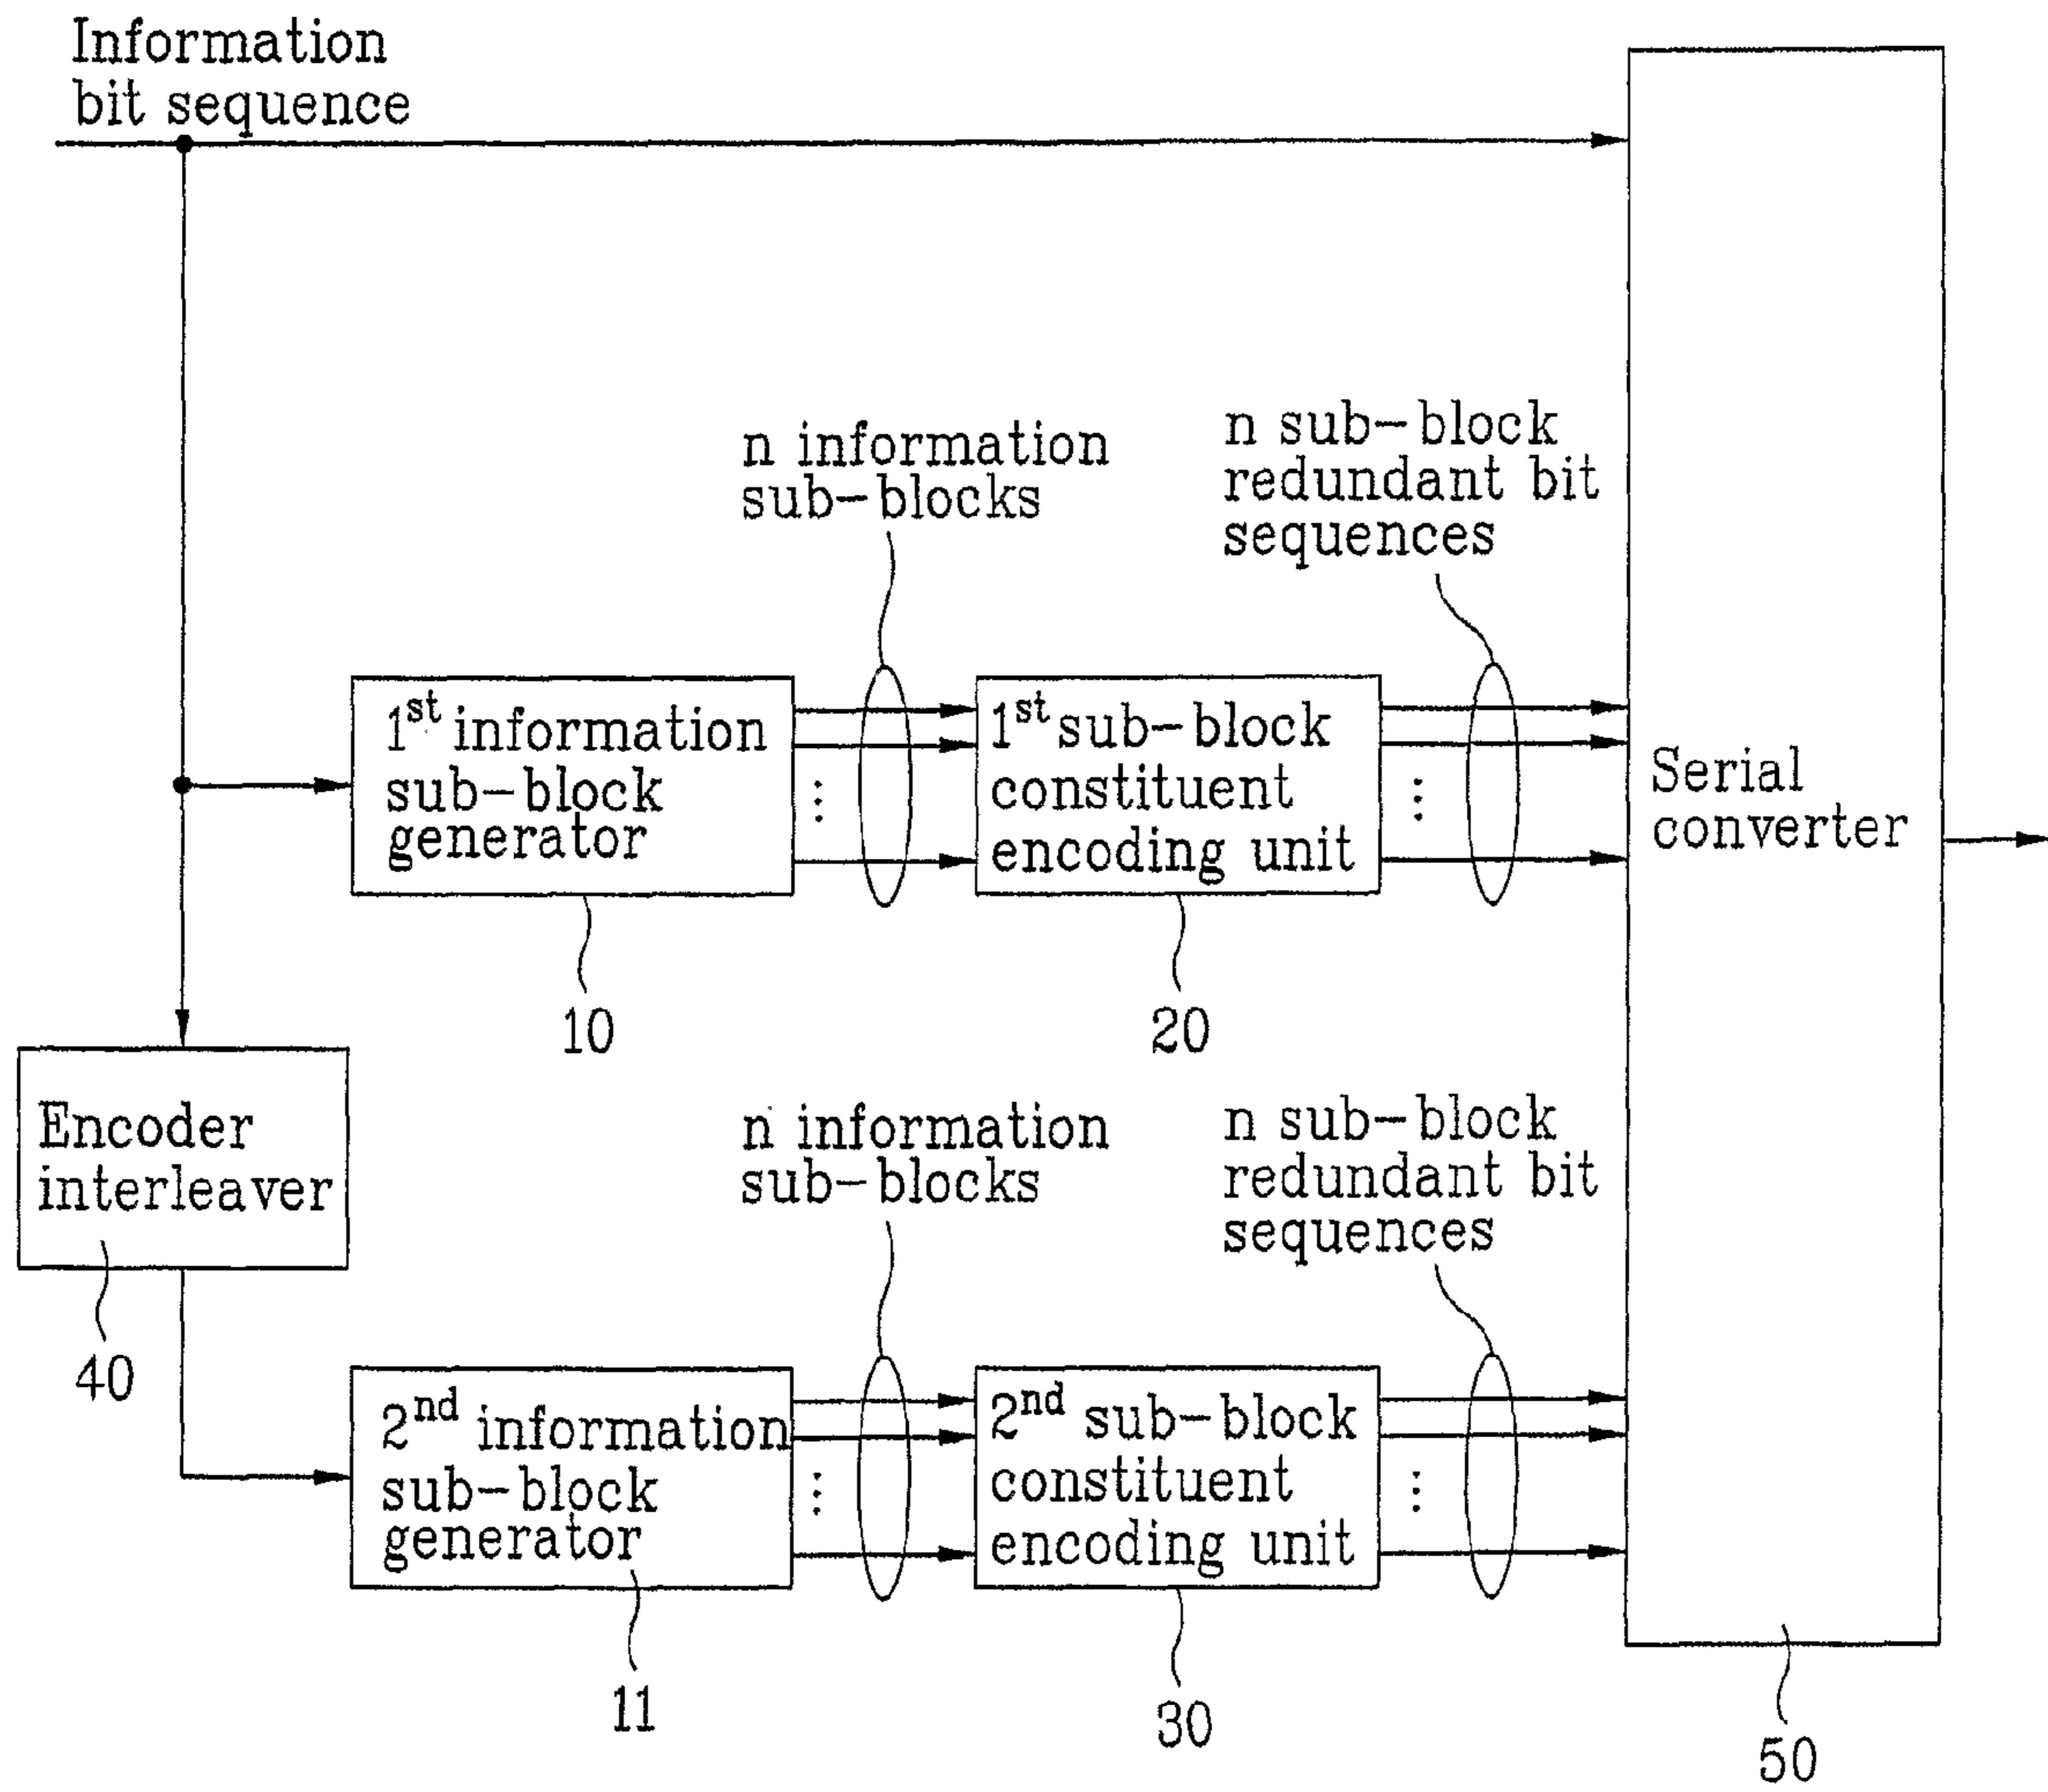 Information
bit sequence
n information
sub-blocks
n sub-block
redundant bit
sequences
1st information
sub-block
generator
1st sub-block
constituent
encoding unit
Serial
converter
10
20
Encoder
interleaver
40
n information
sub-blocks
n sub-block
redundant bit
sequences
2nd information
sub-block
generator
2nd sub-block
constituent
encoding unit
11
30
50